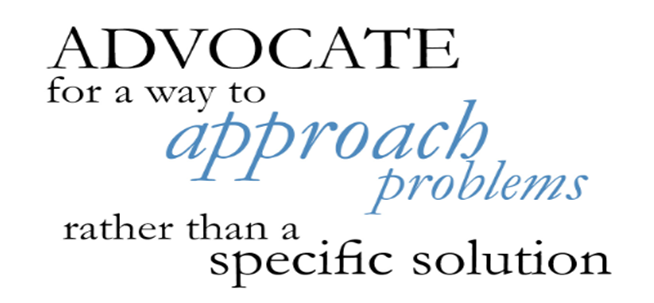 ADVOCATE
for a way to
approach
problems
rather than a
specific solution